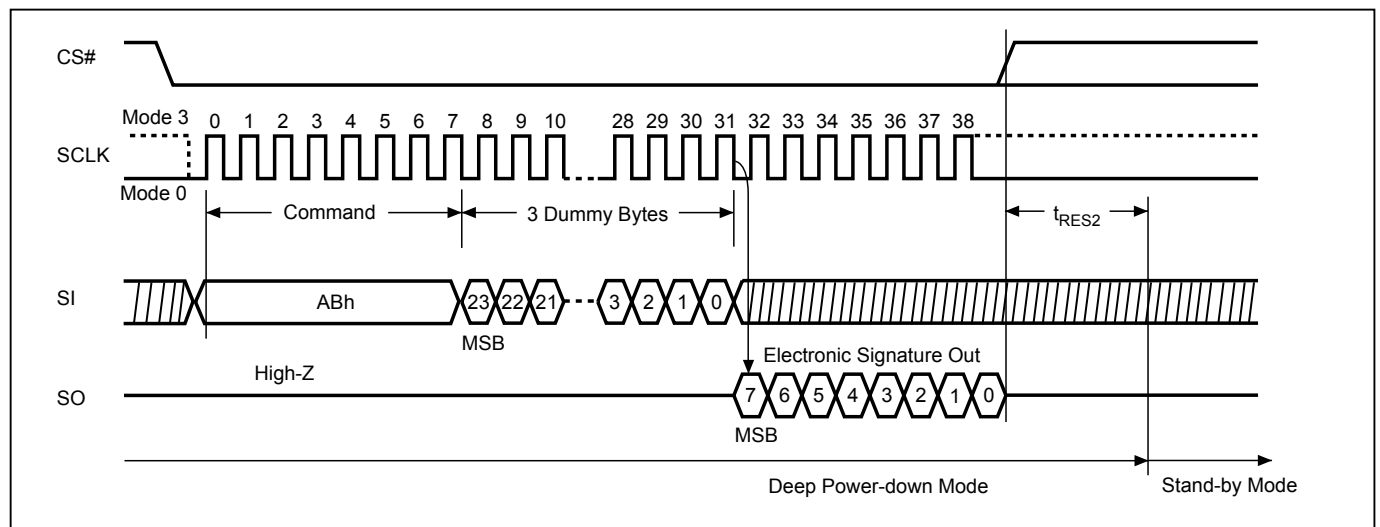 CS#
Mode 3 0 1 2 3 4 5 6 7 8 9 10 28 29 30 31 32 33 34 35 36 37 38
SCLK
Mode 0
Command 3 Dummy Bytes tRES2
SI ABh 23 22 21 3 2 1 0
MSB
Electronic Signature Out
High-Z
SO 7 6 5 4 3 2 1 0
MSB
Deep Power-down Mode Stand-by Mode